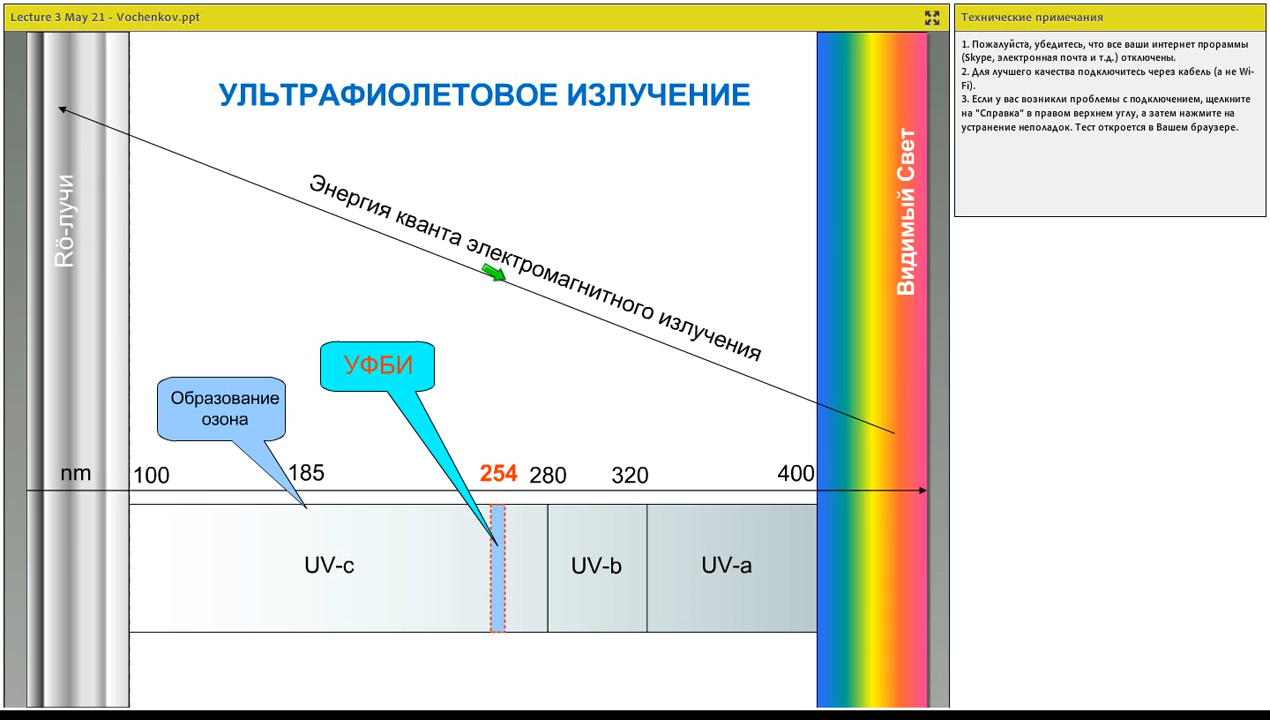 Lecture 3 May 21 - Vochenkov.ppt
УЛЬТРАФИОЛЕТОВОЕ ИЗЛУЧЕНИЕ
Rö-лучи
Энергия кванта электромагнитного излучения
Видимый Свет
УФБИ
Образование
озона
nm 100 185 254 280 320 400
UV-c UV-b UV-a
Технические примечания
1. Пожалуйста, убедитесь, что все ваши интернет прораммы
(Skype, электронная почта и т.д.) отключены.
2. Для лучшего качества подключитесь через кабель (а не Wi-
Fi).
3. Если у вас возникли проблемы с подключением, щелкните
на "Справка" в правом верхнем углу, а затем нажмите на
устранение неполадок. Тест откроется в Вашем браузере.